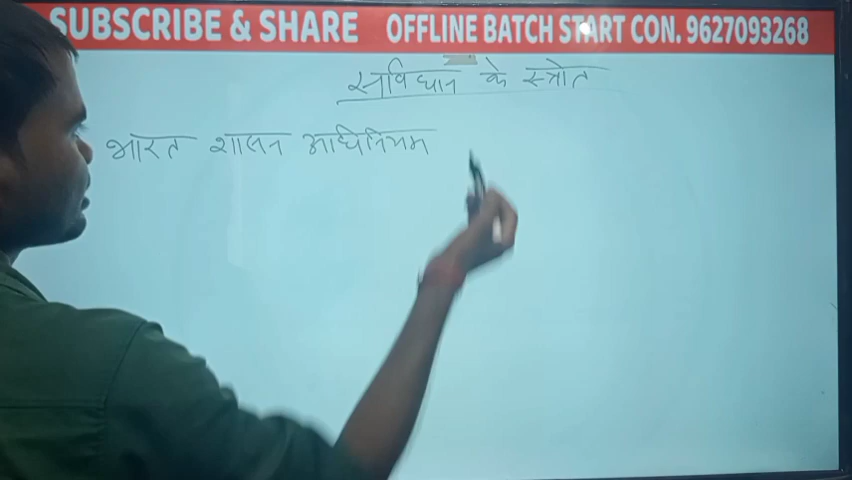 SUBSCRIBE & SHARE OFFLINE BATCH START CON. 9627093268
संविधान के स्त्रोत
भारत शासन अधिनियम